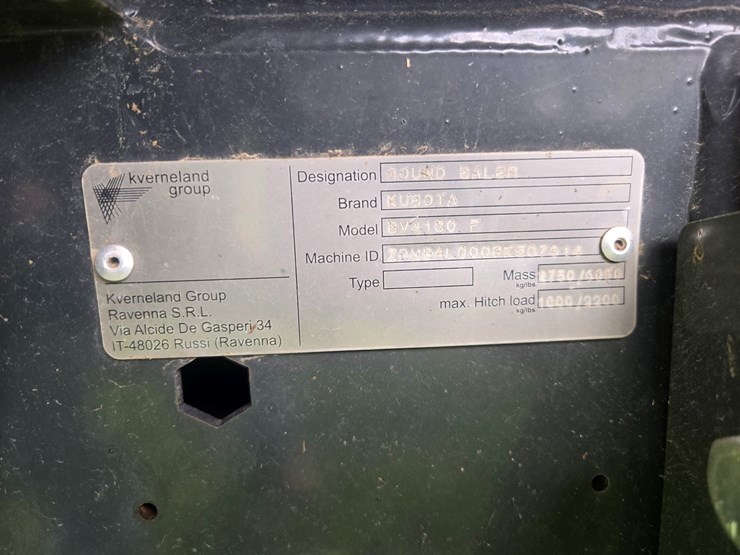 kverneland
group
Kverneland Group
Ravenna S.R.L.
Via Alcide De Gasperi 34
IT-48026 Russi (Ravenna)
Designation ROUND BALER
Brand KUBOTA
Model
Machine ID
Type
Mass
kg/lbs
max. Hitch load 1000/2200
kg/lbs